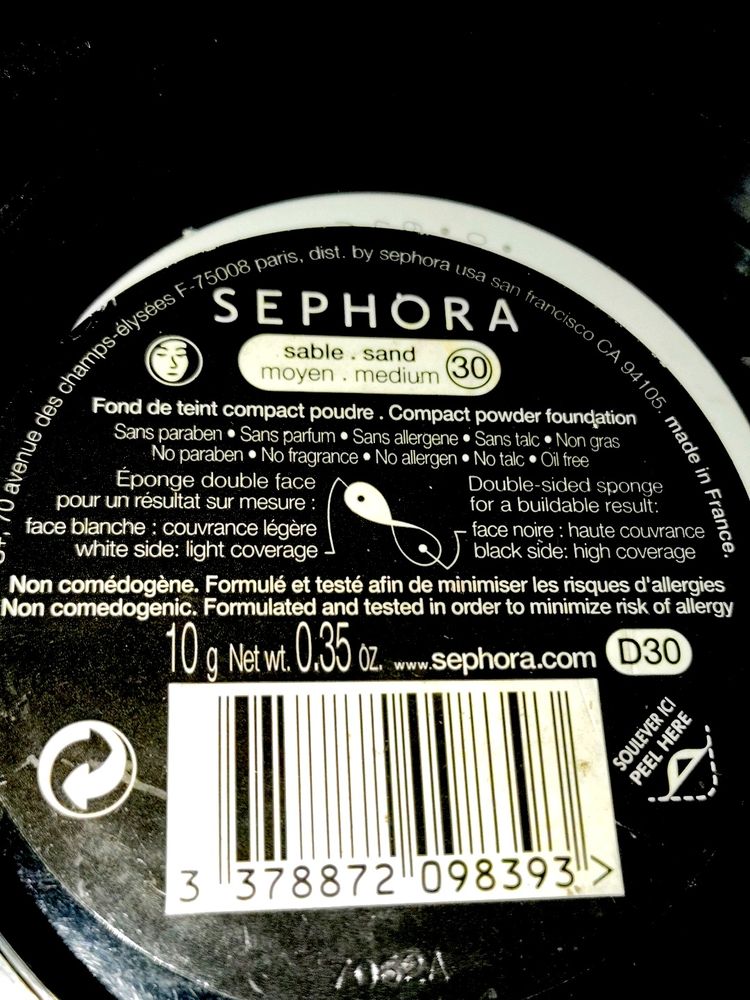 70 avenue des champs-élysées F-75008 paris, dist. by sephora usa san francisco CA 94105. made in France.
SEPHORA
sable . sand
moyen . medium
30
Fond de teint compact poudre . Compact powder foundation
Sans paraben • Sans parfum • Sans allergene • Sans talc • Non gras
No paraben • No fragrance • No allergen • No talc • Oil free
Éponge double face
pour un résultat sur mesure :
face blanche : couvrance légère
white side: light coverage
Double-sided sponge
for a buildable result:
face noire : haute couvrance
black side: high coverage
Non comédogène. Formulé et testé afin de minimiser les risques d'allergies
Non comedogenic. Formulated and tested in order to minimize risk of allergy
10 g Net wt. 0.35 oz. www.sephora.com D30
SOULEVER ICI
PEEL HERE
3 378872 098393 >